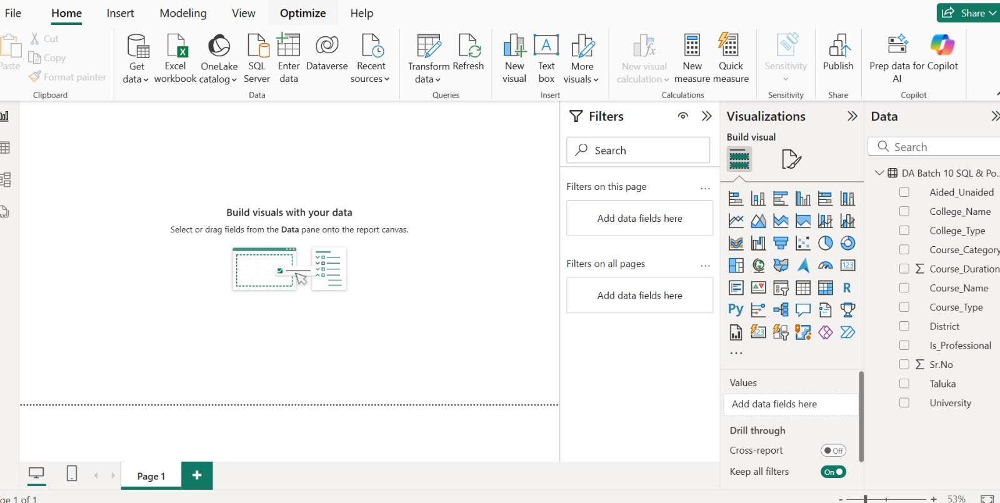 File Home Insert Modeling View Optimize Help
Share
Paste
Cut
Copy
Format painter
Clipboard
Get data
Excel workbook
OneLake catalog
SQL Server
Enter data
Dataverse
Recent sources
Data
Transform data
Refresh
Queries
New visual
A
Text box
More visuals
Insert
New visual calculation
New measure
Quick measure
Calculations
Sensitivity
Sensitivity
Publish
Share
Prep data for AI
Copilot
Copilot
Build visuals with your data
Select or drag fields from the Data pane onto the report canvas.
Filters
Search
Filters on this page ...
Add data fields here
Filters on all pages ...
Add data fields here
Visualizations
Build visual
123
R
Py
123
...
Values
Add data fields here
Drill through
Cross-report Off
Keep all filters On
Data
Search
DA Batch 10 SQL & Po...
Aided_Unaided
College_Name
College_Type
Course_Category
Σ Course_Duration
Course_Name
Course_Type
District
Is_Professional
Σ Sr.No
Taluka
University
Page 1
+
ge 1 of 1
- + 53%